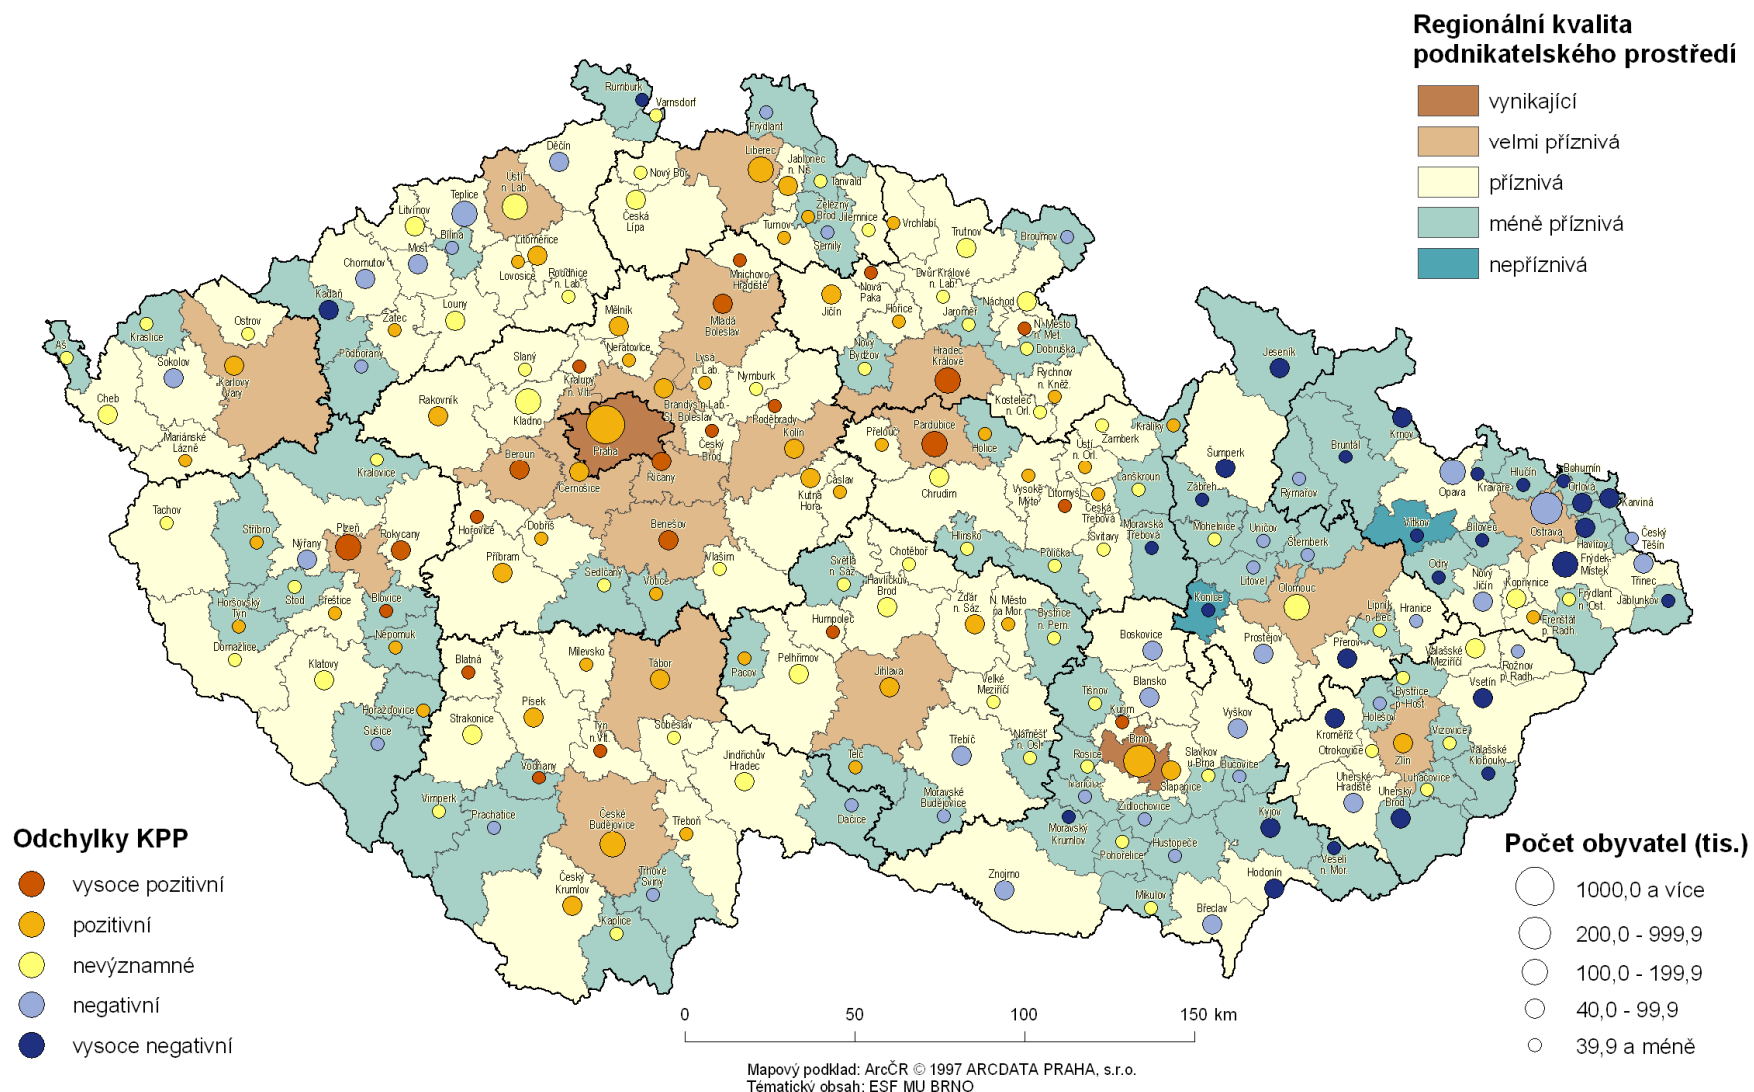 Regionální kvalita
podnikatelského prostředí
vynikající
velmi příznivá
příznivá
méně příznivá
nepříznivá
Rumburk
Varnsdorf
Frýdlant
Děčín
Liberec
Jablonec
n. Nis.
Nový Bor
Tanvald
Ústí
n. Lab.
Teplice
Litvínov
Česká
Lípa
Železný
Brod
Jilemnice
Vrchlabí
Turnov
Semily
Trutnov
Broumov
Bílina
Most
Litoměřice
Lovosice
Roudnice
n. Lab.
Chomutov
Mnichovo
Hradiště
Nová
Paka
Dvůr Králové
n. Lab.
Kadaň
Louny
Žatec
Mělník
Mladá
Boleslav
Jičín
Hořice
Náchod
Jaroměř
N. Město
n. Met.
Dobruška
Kraslice
Ostrov
Aš
Sokolov
Karlovy
Vary
Podbořany
Slaný
Neratovice
Kralupy
n. Vlt.
Lysá
n. Lab.
Nymburk
Nový
Bydžov
Hradec
Králové
Rychnov
n. Kněž.
Kostelec
n. Orl.
Jeseník
Cheb
Mariánské
Lázně
Rakovník
Kladno
Brandýs n.Lab.-
St. Boleslav
Poděbrady
Praha
Český
Brod
Kolín
Přelouč
Pardubice
Holice
Ústí
n. Orl.
Žamberk
Králíky
Krnov
Bruntál
Šumperk
Kralovice
Beroun
Černošice
Říčany
Kutná
Hora
Čáslav
Chrudim
Vysoké
Mýto
Litomyšl
Česká
Třebová
Lanškroun
Zábřeh
Rýmařov
Opava
Kravaře
Hlučín
Bohumín
Orlová
Karviná
Tachov
Stříbro
Plzeň
Rokycany
Nýřany
Hořovice
Dobříš
Příbram
Benešov
Vlašim
Hlinsko
Polička
Svitavy
Moravská
Třebová
Mohelnice
Uničov
Šternberk
Litovel
Vítkov
Bílovec
Ostrava
Havířov
Český
Těšín
Chotěboř
Světlá
n. Sáz.
Havlíčkův
Brod
Sedlčany
Votice
Stod
Přeštice
Blovice
Horšovský
Týn
Nepomuk
Domažlice
Klatovy
Žďár
n. Sáz.
N. Město
na Mor.
Bystřice
n. Pern.
Konice
Olomouc
Odry
Nový
Jičín
Kopřivnice
Frýdek-
Místek
Třinec
Jablunkov
Frýdlant
n. Ost.
Frenštát
p. Radh.
Lipník
n. Beč.
Hranice
Humpolec
Pelhřimov
Pacov
Jihlava
Velké
Meziříčí
Boskovice
Prostějov
Přerov
Valašské
Meziříčí
Rožnov
p. Radh.
Blatná
Milevsko
Tábor
Písek
Strakonice
Týn
n. Vlt.
Soběslav
Horažďovice
Sušice
Blansko
Tišnov
Kuřim
Vyškov
Bystřice
p. Host.
Holešov
Vsetín
Kroměříž
Otrokovice
Zlín
Vizovice
Valašské
Klobouky
Luhačovice
Jindřichův
Hradec
Telč
Třebíč
Náměšť
n. Osl.
Rosice
Brno
Šlapanice
Slavkov
u Brna
Bučovice
Uherské
Hradiště
Uherský
Brod
Vodňany
Vimperk
Prachatice
České
Budějovice
Třeboň
Dačice
Moravské
Budějovice
Ivančice
Židlochovice
Moravský
Krumlov
Pohořelice
Hustopeče
Kyjov
Veselí
n. Mor.
Hodonín
Český
Krumlov
Trhové
Sviny
Kaplice
Znojmo
Mikulov
Břeclav
Odchylky KPP
vysoce pozitivní
pozitivní
nevýznamné
negativní
vysoce negativní
Počet obyvatel (tis.)
1000,0 a více
200,0 - 999,9
100,0 - 199,9
40,0 - 99,9
39,9 a méně
0 50 100 150 km
Mapový podklad: ArcČR © 1997 ARCDATA PRAHA, s.r.o.
Tématický obsah: ESF MU BRNO